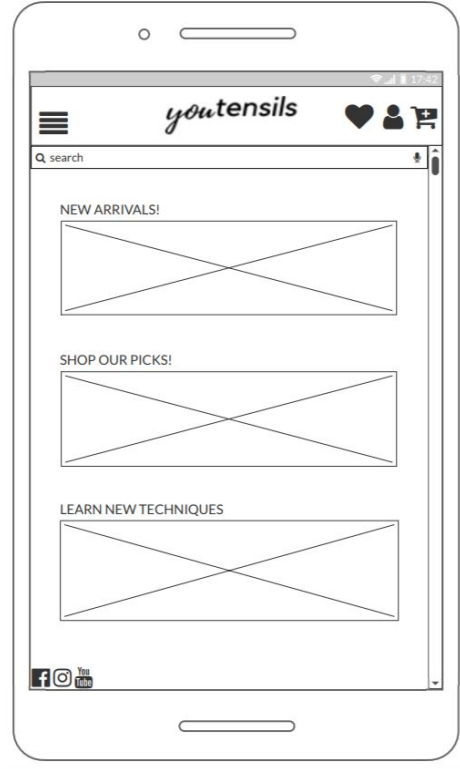 17:42
youtensils
search
NEW ARRIVALS!
SHOP OUR PICKS!
LEARN NEW TECHNIQUES
You
Tube